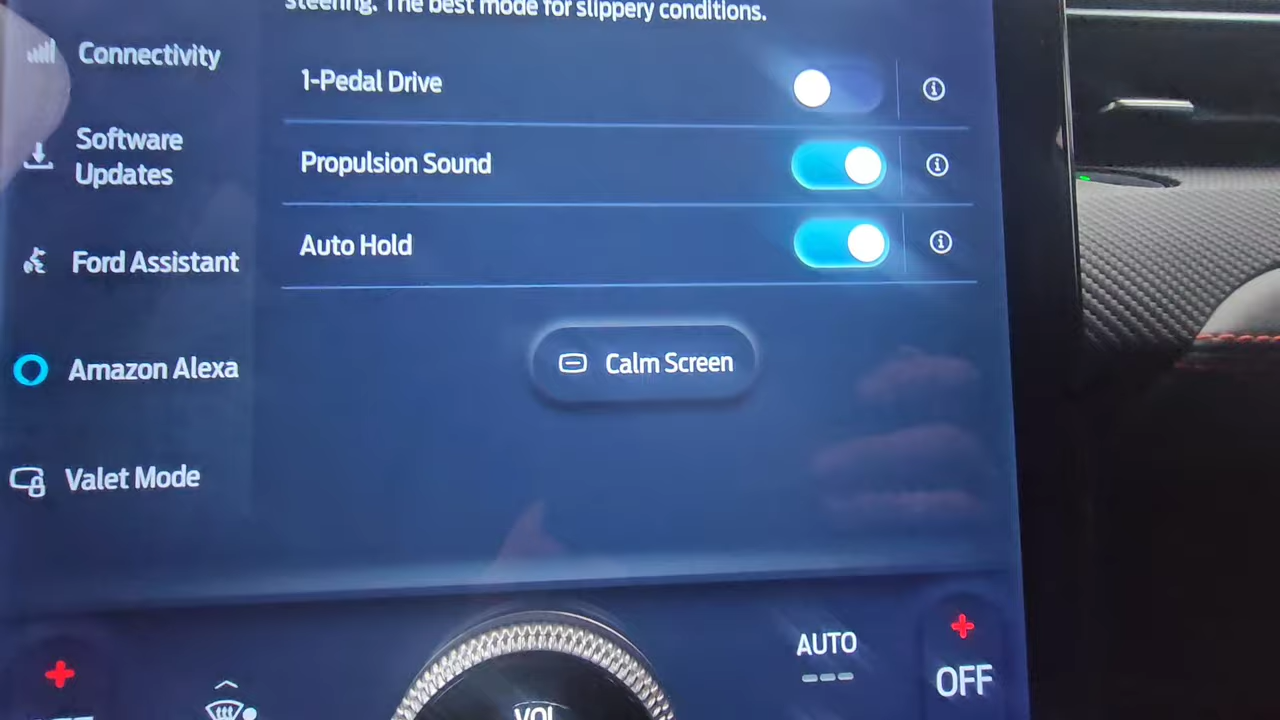 steering. The best mode for slippery conditions.
Connectivity
1-Pedal Drive
Software
Updates
Propulsion Sound
Ford Assistant
Auto Hold
Amazon Alexa
Calm Screen
Valet Mode
AUTO
OFF
VOL